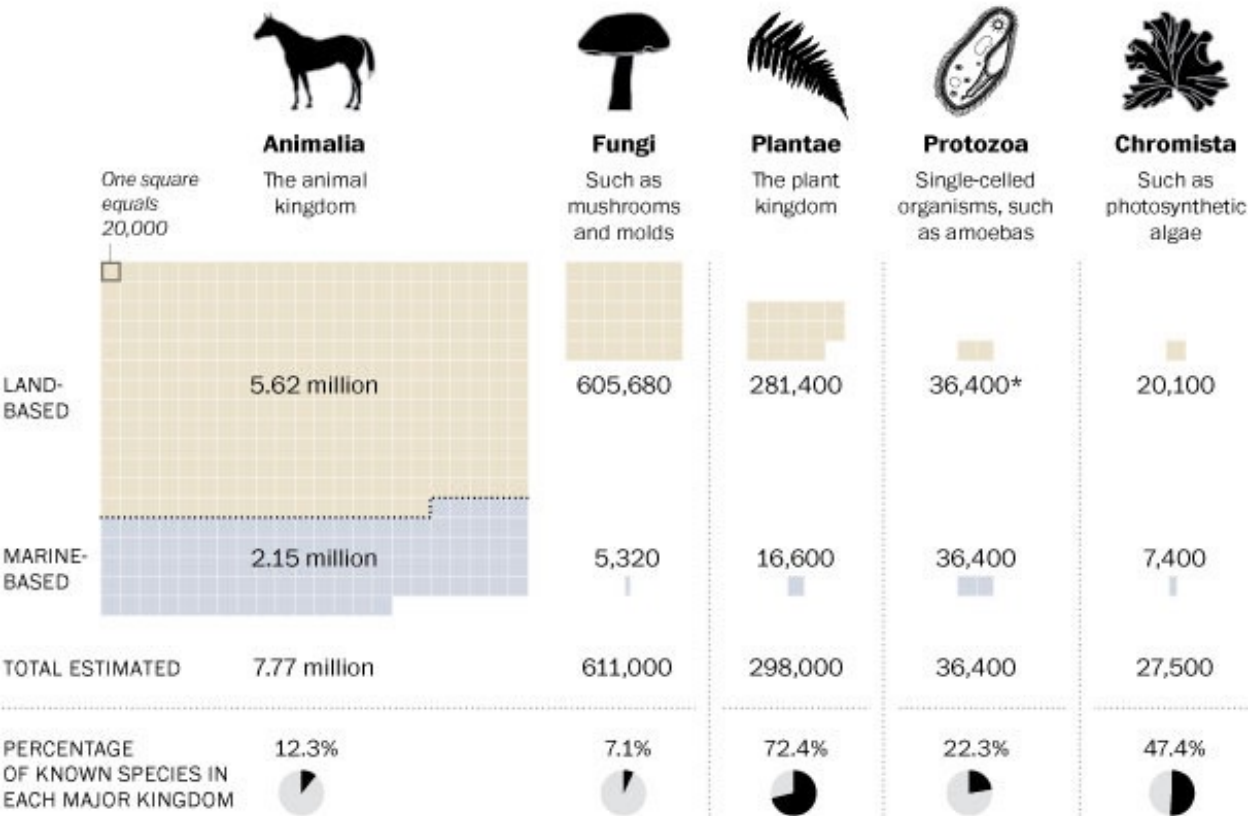 Animalia
The animal
kingdom
Fungi
Such as
mushrooms
and molds
Plantae
The plant
kingdom
Protozoa
Single-celled
organisms, such
as amoebas
Chromista
Such as
photosynthetic
algae
One square
equals
20,000
LAND-
BASED
5.62 million
605,680
281,400
36,400*
20,100
MARINE-
BASED
2.15 million
5,320
16,600
36,400
7,400
TOTAL ESTIMATED
7.77 million
611,000
298,000
36,400
27,500
PERCENTAGE
OF KNOWN SPECIES IN
EACH MAJOR KINGDOM
12.3%
7.1%
72.4%
22.3%
47.4%